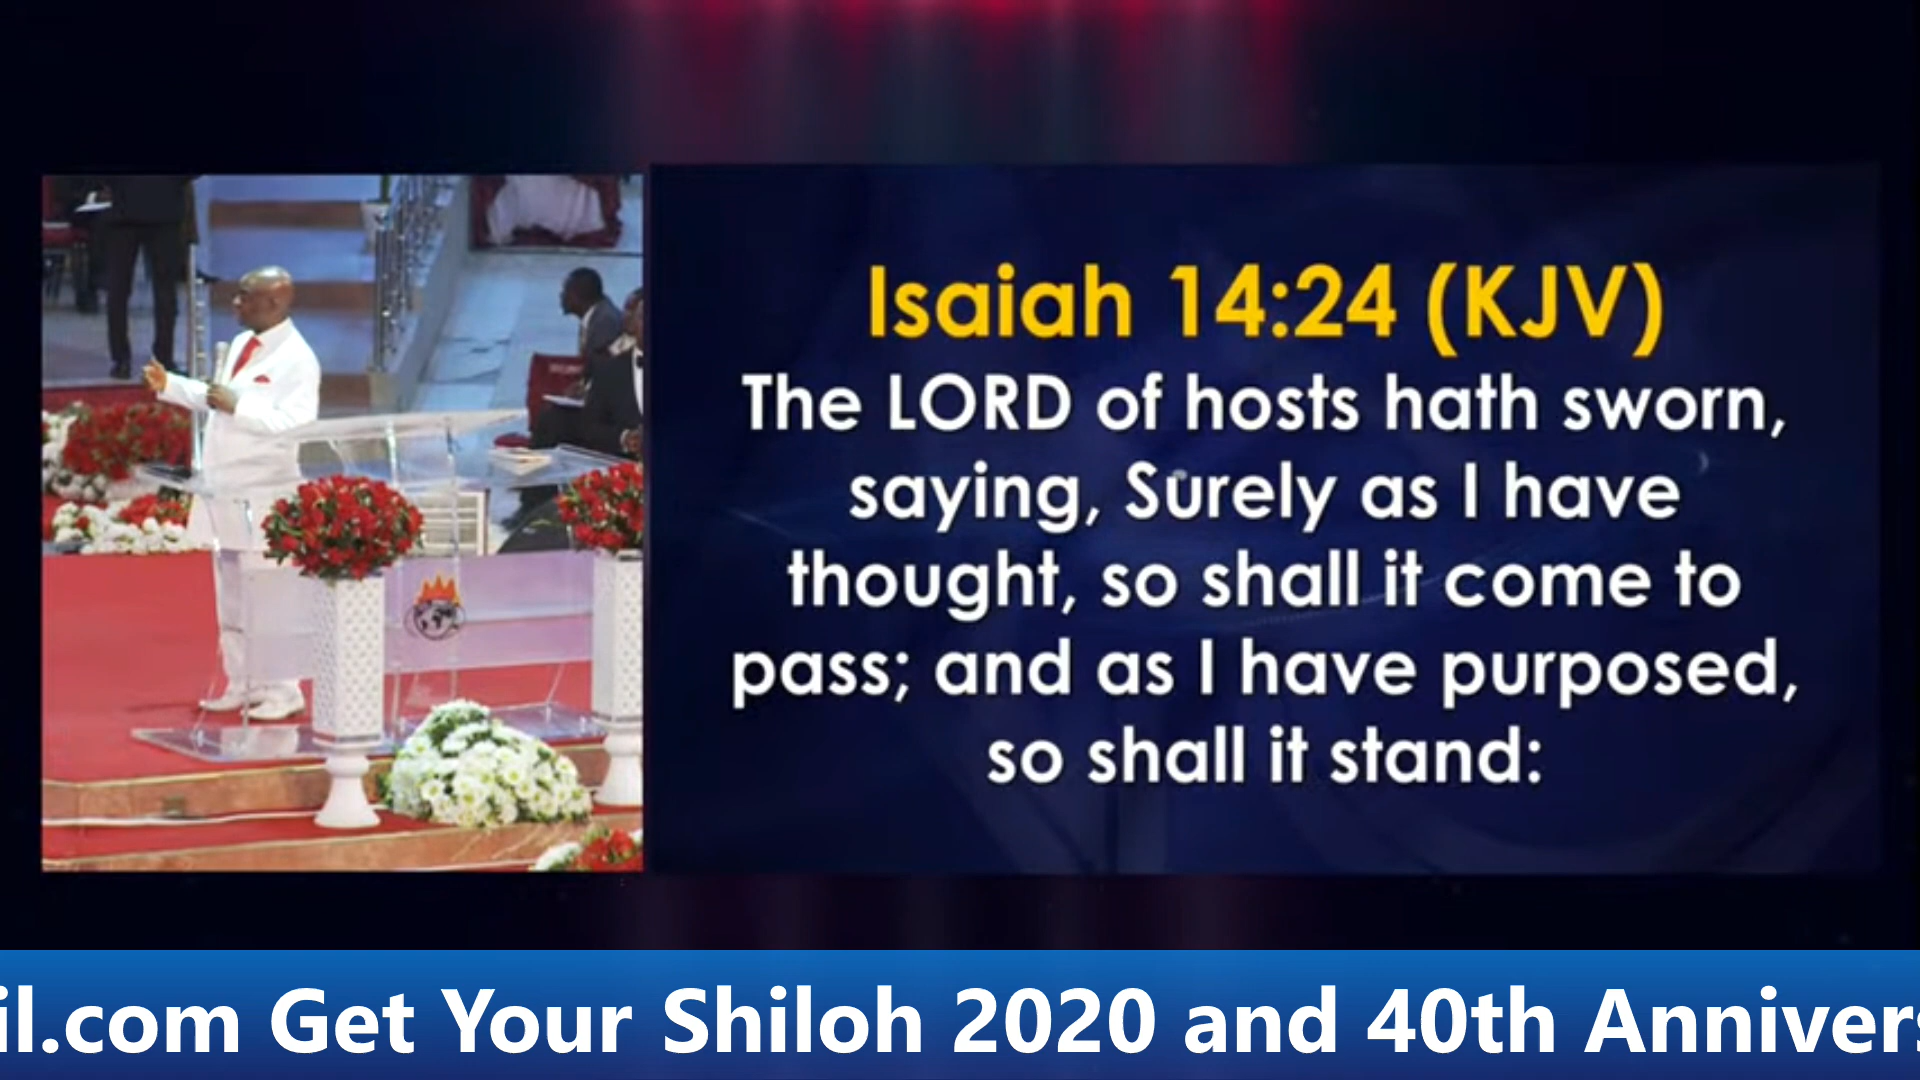 Isaiah 14:24 (KJV)
The LORD of hosts hath sworn,
saying, Surely as I have
thought, so shall it come to
pass; and as I have purposed,
so shall it stand:
il.com Get Your Shiloh 2020 and 40th Annivers